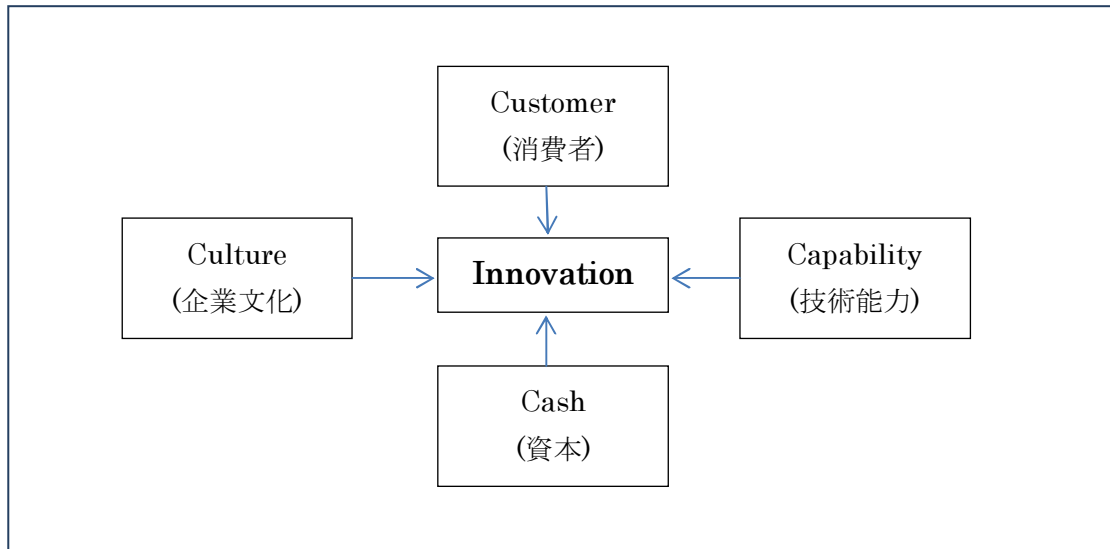 Customer
(消費者)
Culture
(企業文化)
Innovation
Capability
(技術能力)
Cash
(資本)